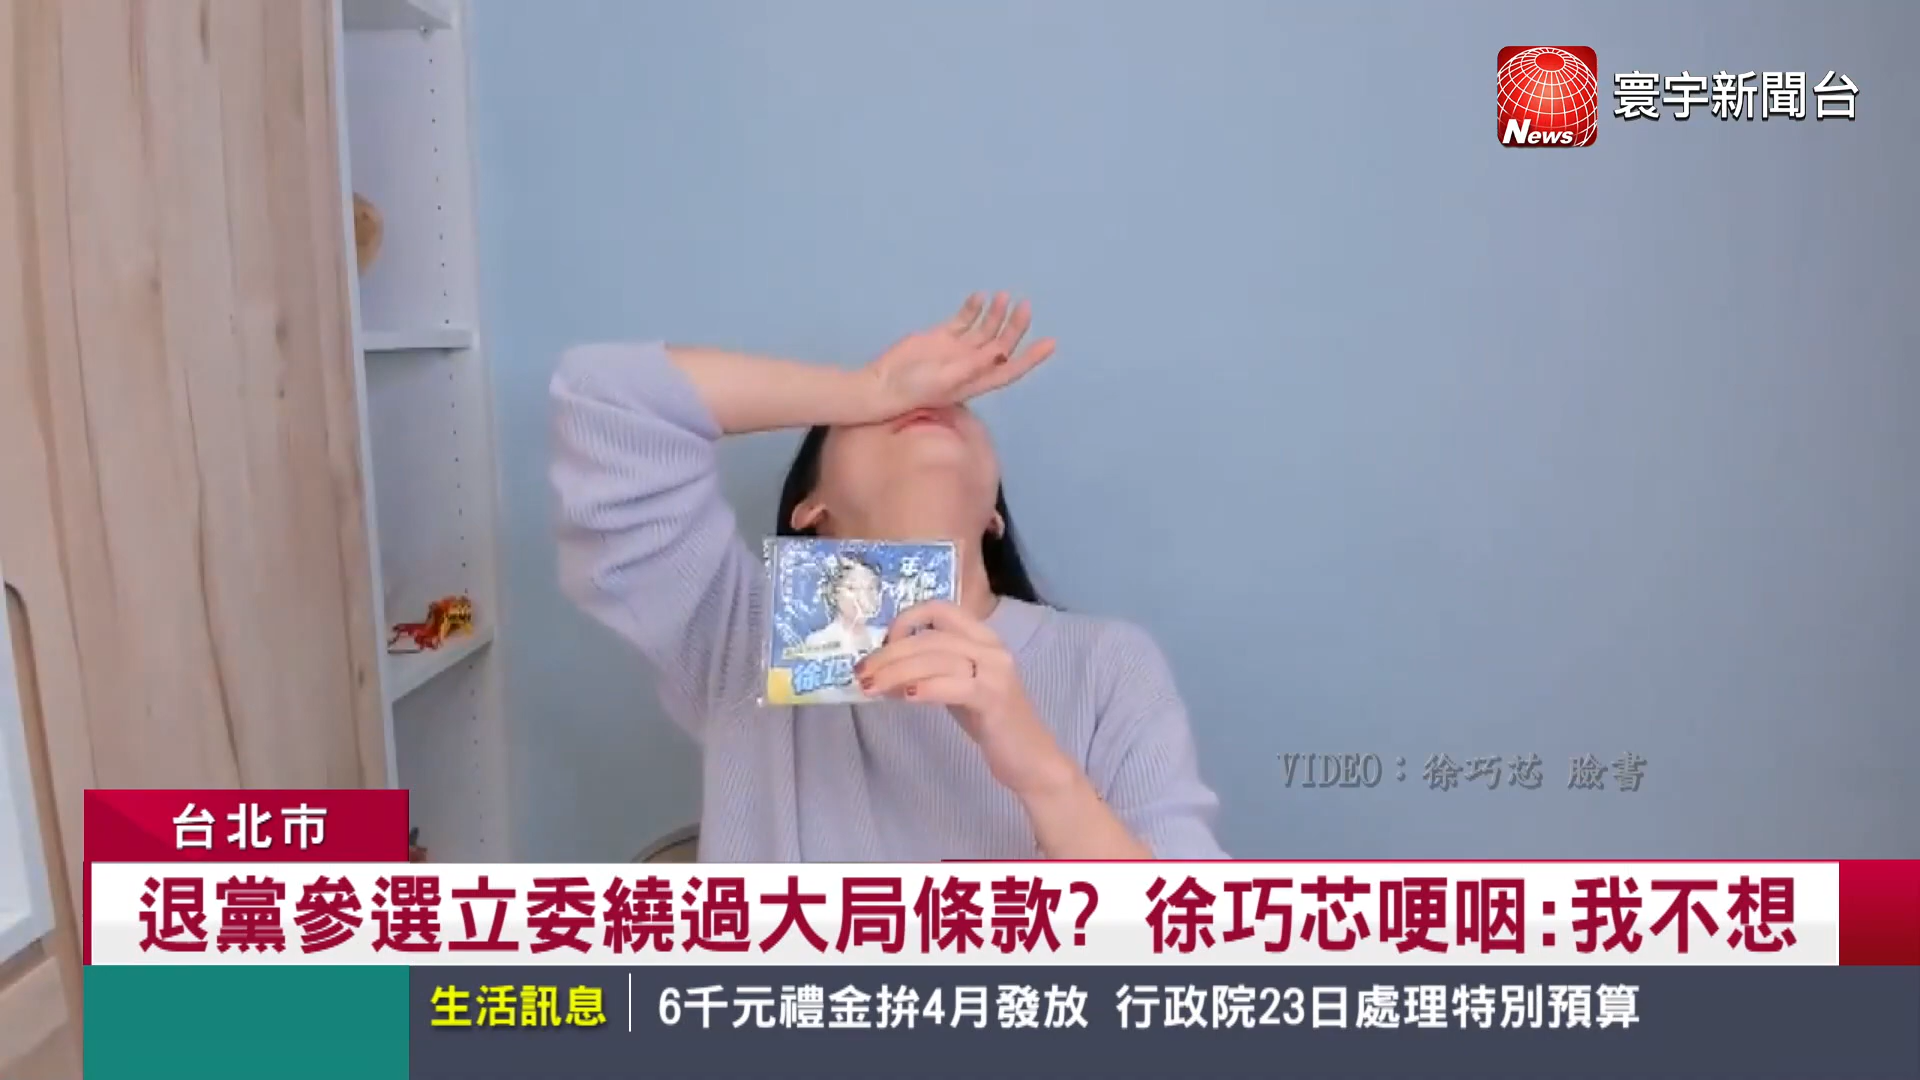 News
寰宇新聞台
徐巧
VIDEO：徐巧芯 臉書
台北市
退黨參選立委繞過大局條款? 徐巧芯哽咽:我不想
生活訊息
6千元禮金拚4月發放 行政院23日處理特別預算